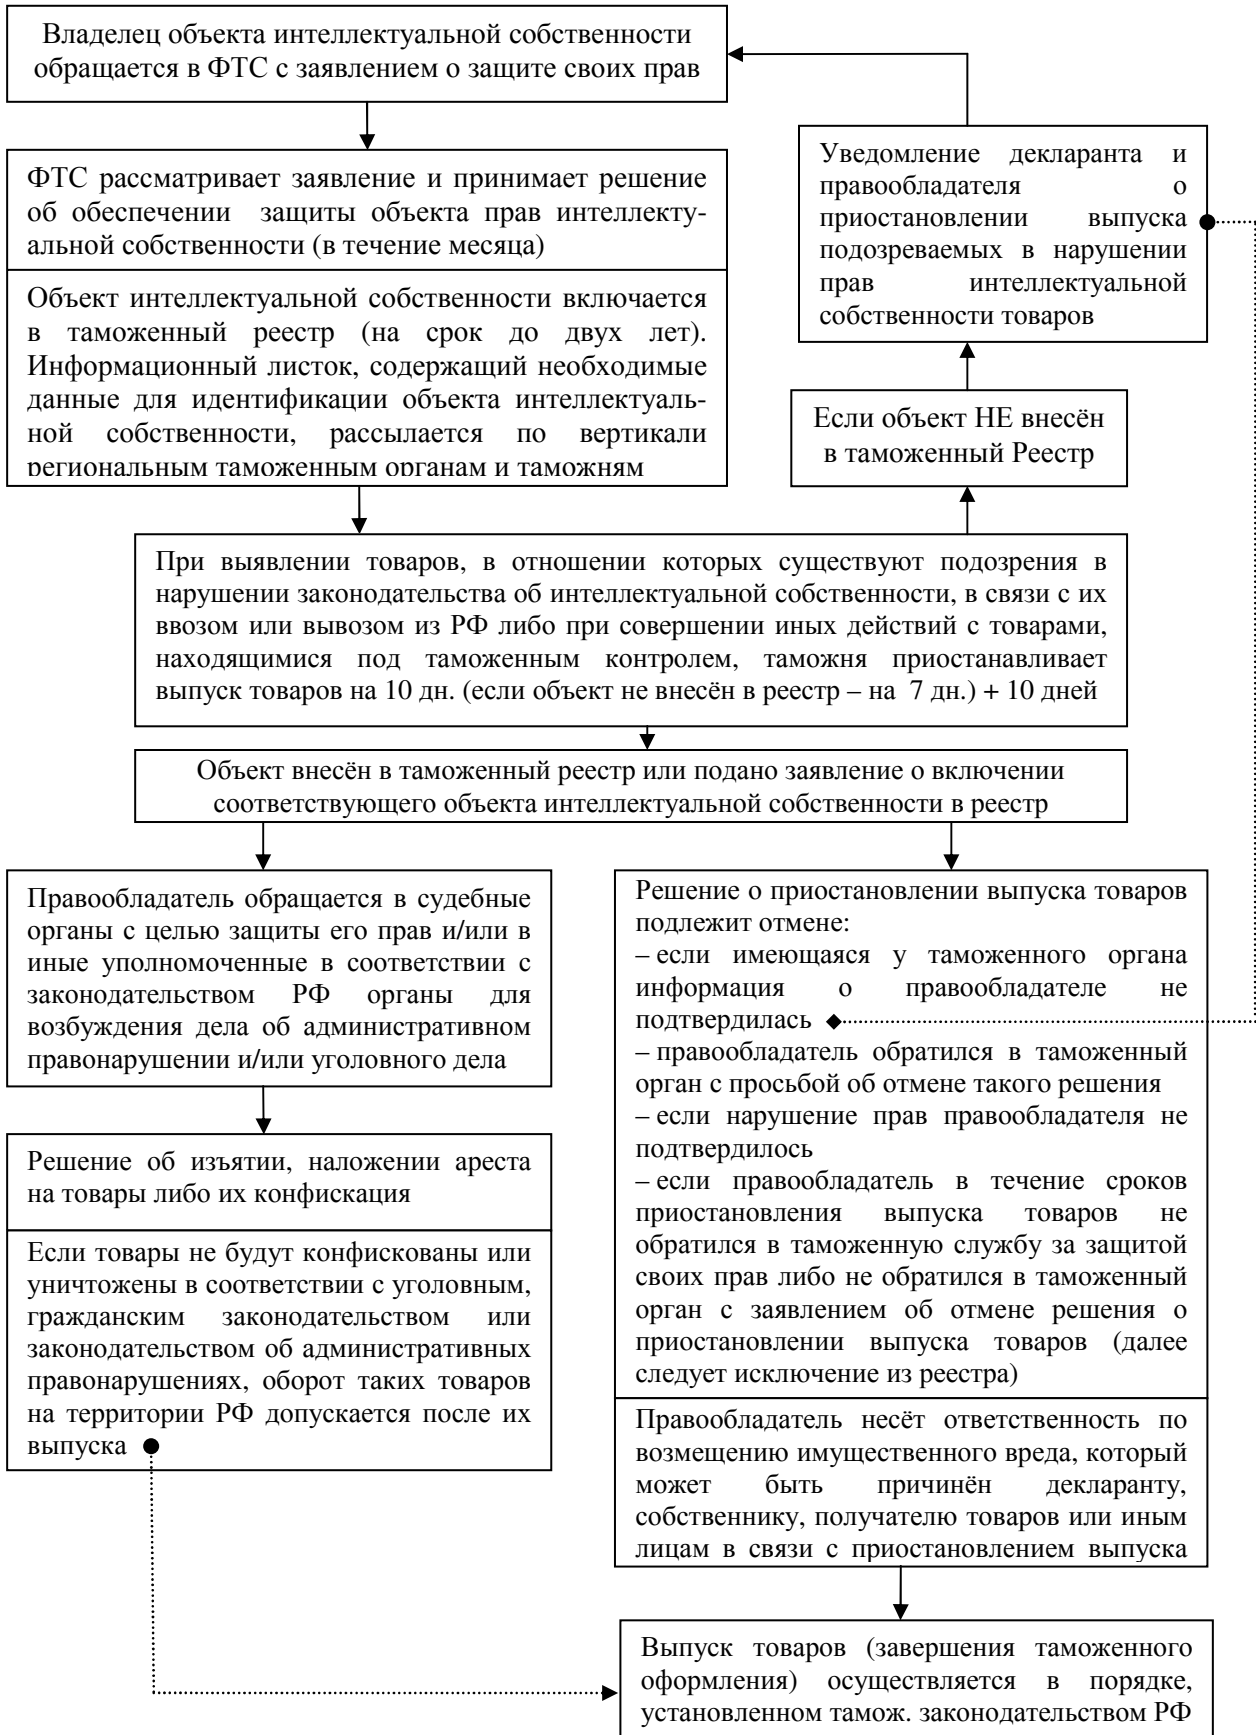 Владелец объекта интеллектуальной собственности
обращается в ФТС с заявлением о защите своих прав
ФТС рассматривает заявление и принимает решение
об обеспечении защиты объекта прав интеллекту-
альной собственности (в течение месяца)
Объект интеллектуальной собственности включается
в таможенный реестр (на срок до двух лет).
Информационный листок, содержащий необходимые
данные для идентификации объекта интеллектуаль-
ной собственности, рассылается по вертикали
региональным таможенным органам и таможням
Уведомление декларанта и
правообладателя о
приостановлении выпуска
подозреваемых в нарушении
прав интеллектуальной
собственности товаров
Если объект НЕ внесён
в таможенный Реестр
При выявлении товаров, в отношении которых существуют подозрения в
нарушении законодательства об интеллектуальной собственности, в связи с их
ввозом или вывозом из РФ либо при совершении иных действий с товарами,
находящимися под таможенным контролем, таможня приостанавливает
выпуск товаров на 10 дн. (если объект не внесён в реестр – на 7 дн.) + 10 дней
Объект внесён в таможенный реестр или подано заявление о включении
соответствующего объекта интеллектуальной собственности в реестр
Правообладатель обращается в судебные
органы с целью защиты его прав и/или в
иные уполномоченные в соответствии с
законодательством РФ органы для
возбуждения дела об административном
правонарушении и/или уголовного дела
Решение об изъятии, наложении ареста
на товары либо их конфискация
Если товары не будут конфискованы или
уничтожены в соответствии с уголовным,
гражданским законодательством или
законодательством об административных
правонарушениях, оборот таких товаров
на территории РФ допускается после их
выпуска
Решение о приостановлении выпуска товаров
подлежит отмене:
– если имеющаяся у таможенного органа
информация о правообладателе не
подтвердилась
– правообладатель обратился в таможенный
орган с просьбой об отмене такого решения
– если нарушение прав правообладателя не
подтвердилось
– если правообладатель в течение сроков
приостановления выпуска товаров не
обратился в таможенную службу за защитой
своих прав либо не обратился в таможенный
орган с заявлением об отмене решения о
приостановлении выпуска товаров (далее
следует исключение из реестра)
Правообладатель несёт ответственность по
возмещению имущественного вреда, который
может быть причинён декларанту,
собственнику, получателю товаров или иным
лицам в связи с приостановлением выпуска
Выпуск товаров (завершения таможенного
оформления) осуществляется в порядке,
установленном тамож. законодательством РФ